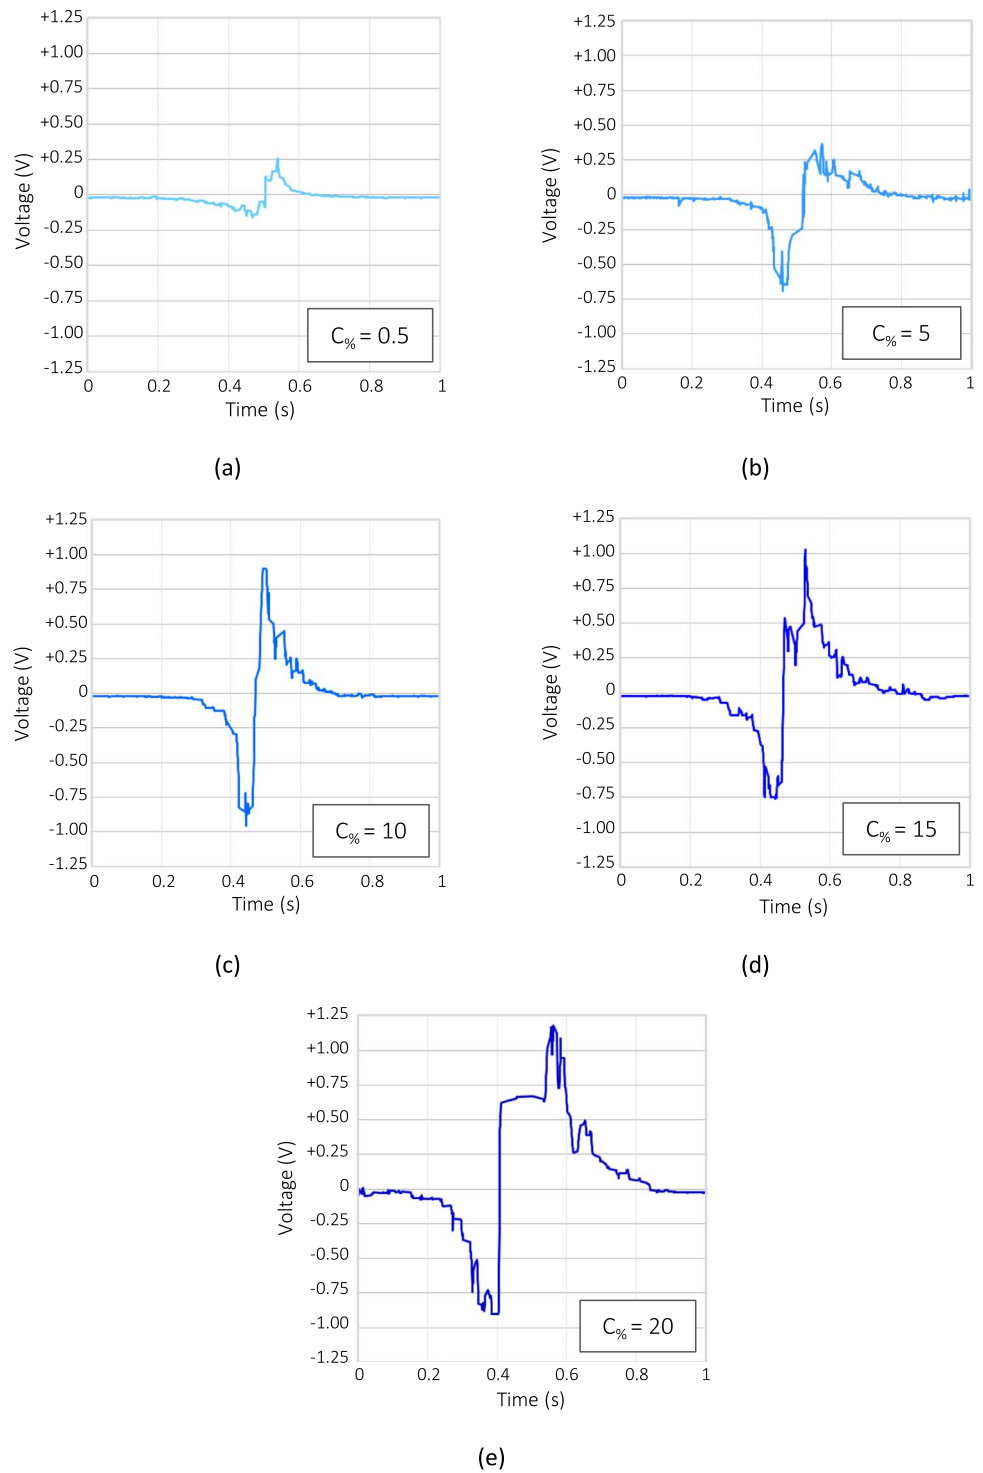 +1.25
+1.00
+0.75
+0.50
+0.25
0
-0.25
-0.50
-0.75
-1.00
-1.25
Voltage (V)
0 0.2 0.4 0.6 0.8 1
Time (s)
C% = 0.5
(a)
+1.25
+1.00
+0.75
+0.50
+0.25
0
-0.25
-0.50
-0.75
-1.00
-1.25
Voltage (V)
0 0.2 0.4 0.6 0.8 1
Time (s)
C% = 5
(b)
+1.25
+1.00
+0.75
+0.50
+0.25
0
-0.25
-0.50
-0.75
-1.00
-1.25
Voltage (V)
0 0.2 0.4 0.6 0.8 1
Time (s)
C% = 10
(c)
+1.25
+1.00
+0.75
+0.50
+0.25
0
-0.25
-0.50
-0.75
-1.00
-1.25
Voltage (V)
0 0.2 0.4 0.6 0.8 1
Time (s)
C% = 15
(d)
+1.25
+1.00
+0.75
+0.50
+0.25
0
-0.25
-0.50
-0.75
-1.00
-1.25
Voltage (V)
0 0.2 0.4 0.6 0.8 1
Time (s)
C% = 20
(e)